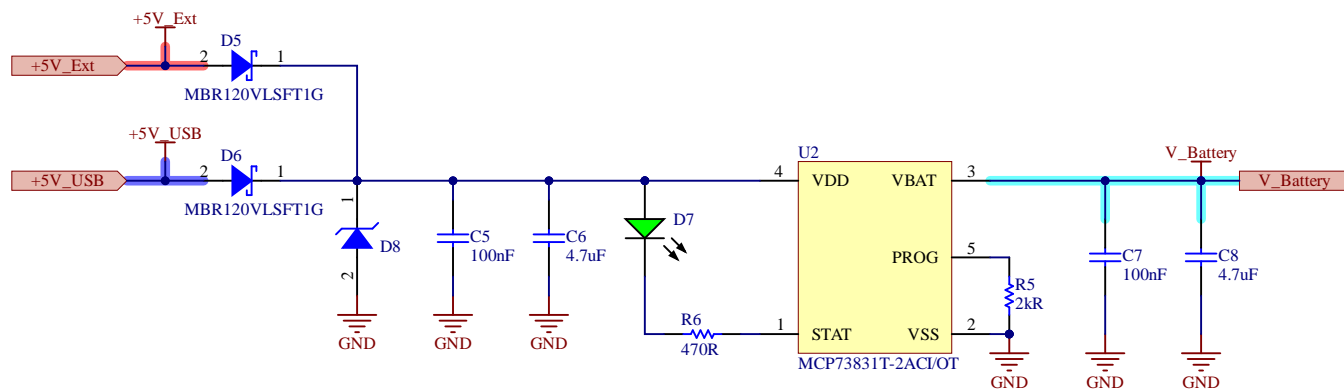 +5V_Ext
+5V_Ext
2
D5
1
MBR120VLSFT1G
+5V_USB
+5V_USB
2
D6
1
MBR120VLSFT1G
1
D8
2
GND
C5
100nF
GND
C6
4.7uF
GND
D7
R6
470R
U2
4
VDD
VBAT
3
PROG
5
1
STAT
VSS
2
MCP73831T-2ACI/OT
R5
2kR
GND
V_Battery
V_Battery
C7
100nF
GND
C8
4.7uF
GND